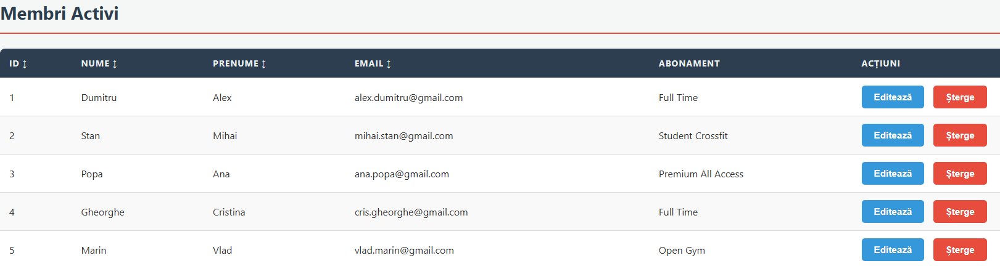 Membri Activi
ID ↕ NUME ↕ PRENUME ↕ EMAIL ↕ ABONAMENT ACȚIUNI
1 Dumitru Alex alex.dumitru@gmail.com Full Time Editează Șterge
2 Stan Mihai mihai.stan@gmail.com Student Crossfit Editează Șterge
3 Popa Ana ana.popa@gmail.com Premium All Access Editează Șterge
4 Gheorghe Cristina cris.gheorghe@gmail.com Full Time Editează Șterge
5 Marin Vlad vlad.marin@gmail.com Open Gym Editează Șterge